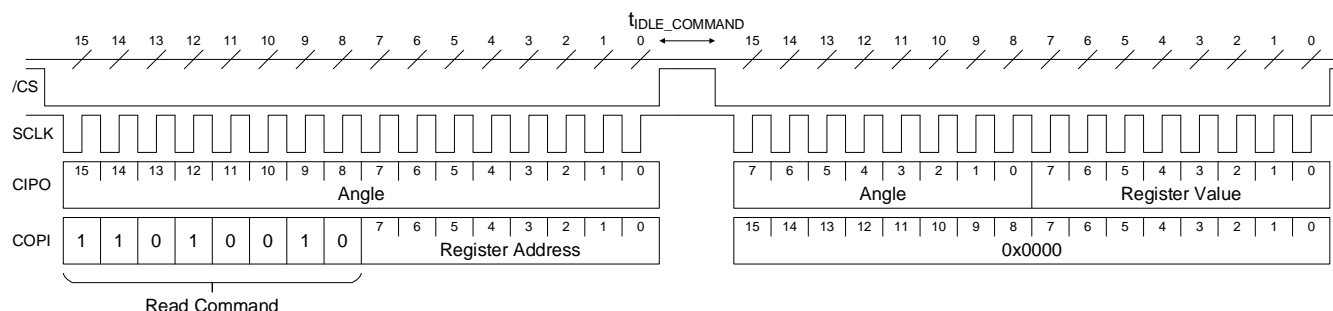 t_IDLE_COMMAND
15 14 13 12 11 10 9 8 7 6 5 4 3 2 1 0 15 14 13 12 11 10 9 8 7 6 5 4 3 2 1 0
/CS
SCLK
15 14 13 12 11 10 9 8 7 6 5 4 3 2 1 0 7 6 5 4 3 2 1 0 7 6 5 4 3 2 1 0
CIPO Angle Angle Register Value
7 6 5 4 3 2 1 0 15 14 13 12 11 10 9 8 7 6 5 4 3 2 1 0
COPI 1 1 0 1 0 0 1 0 Register Address 0x0000
Read Command